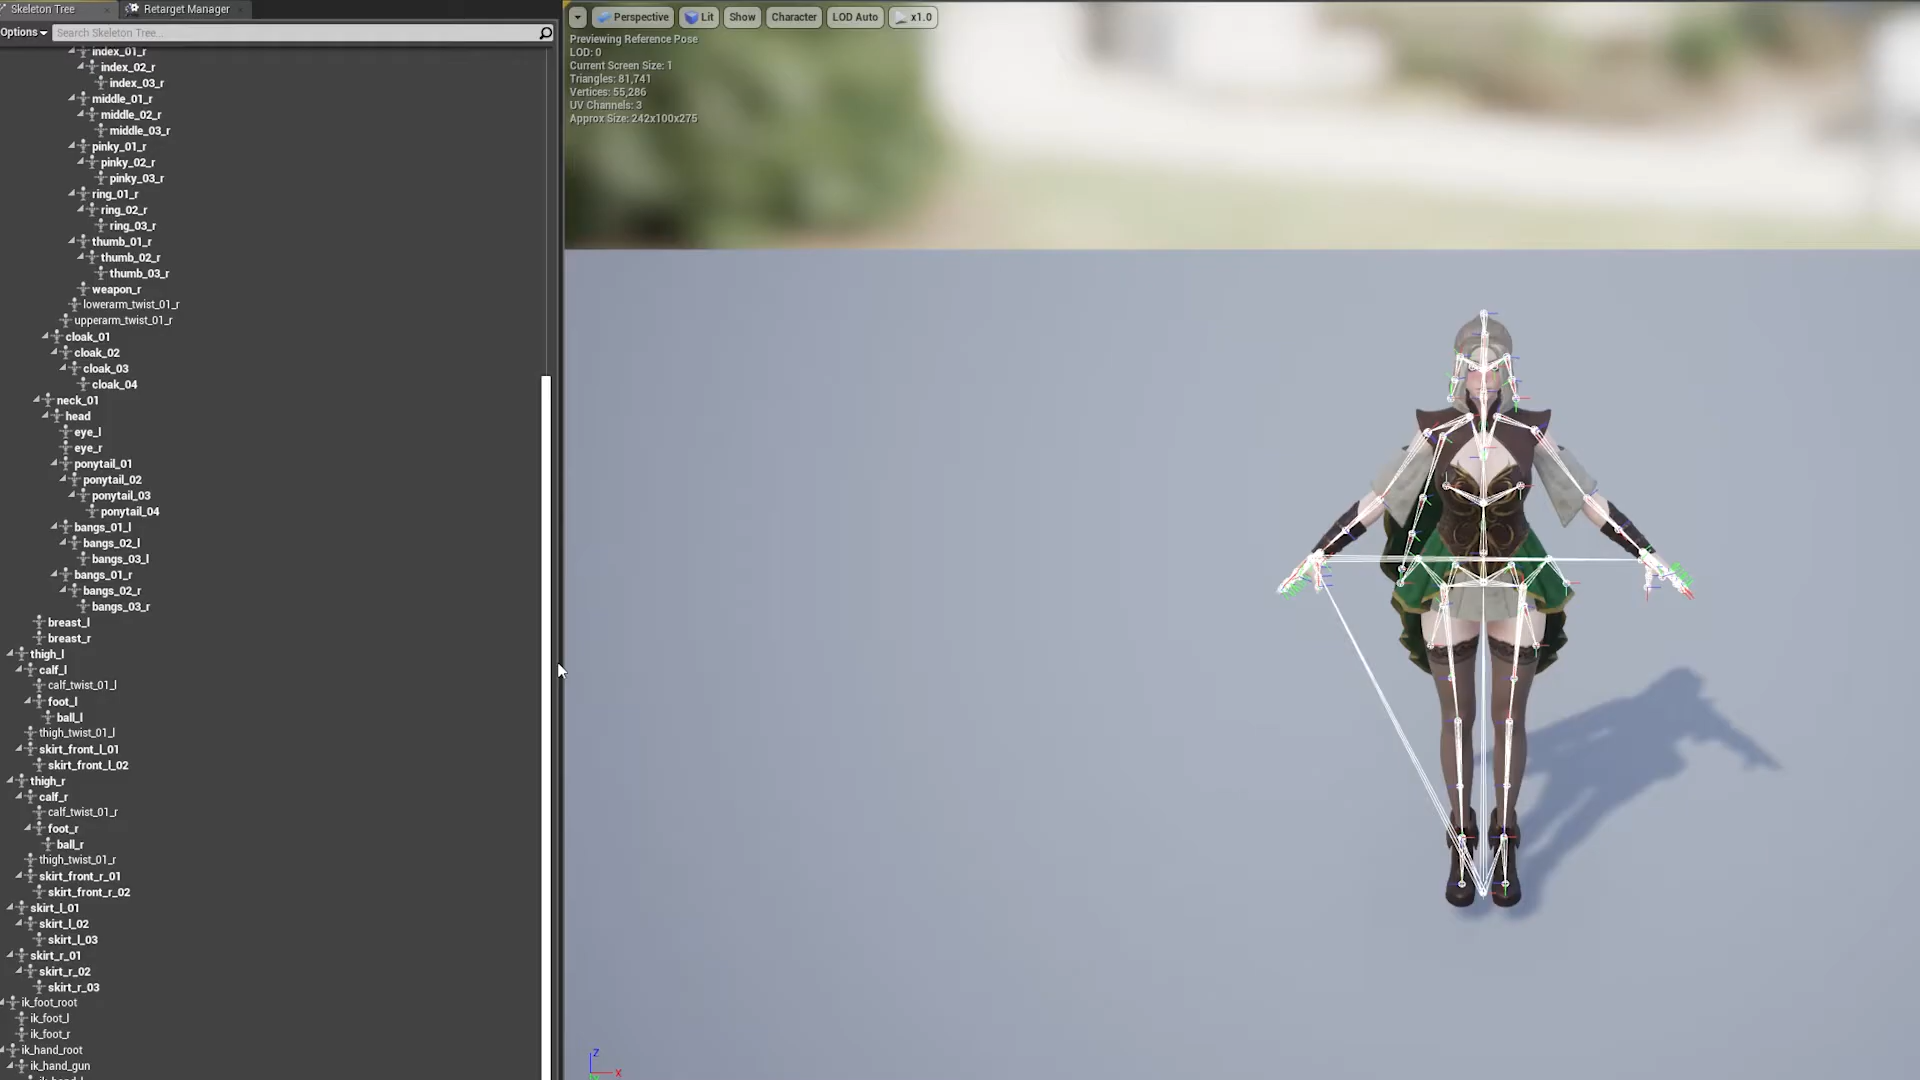 Skeleton Tree
Retarget Manager
Options
Search Skeleton Tree...
index_01_r
index_02_r
index_03_r
middle_01_r
middle_02_r
middle_03_r
pinky_01_r
pinky_02_r
pinky_03_r
ring_01_r
ring_02_r
ring_03_r
thumb_01_r
thumb_02_r
thumb_03_r
weapon_r
lowerarm_twist_01_r
upperarm_twist_01_r
cloak_01
cloak_02
cloak_03
cloak_04
neck_01
head
eye_l
eye_r
ponytail_01
ponytail_02
ponytail_03
ponytail_04
bangs_01_l
bangs_02_l
bangs_03_l
bangs_01_r
bangs_02_r
bangs_03_r
breast_l
breast_r
thigh_l
calf_l
calf_twist_01_l
foot_l
ball_l
thigh_twist_01_l
skirt_front_l_01
skirt_front_l_02
thigh_r
calf_r
calf_twist_01_r
foot_r
ball_r
thigh_twist_01_r
skirt_front_r_01
skirt_front_r_02
skirt_l_01
skirt_l_02
skirt_l_03
skirt_r_01
skirt_r_02
skirt_r_03
ik_foot_root
ik_foot_l
ik_foot_r
ik_hand_root
ik_hand_gun
Perspective
Lit
Show
Character
LOD Auto
x1.0
Previewing Reference Pose
LOD: 0
Current Screen Size: 1
Triangles: 81,741
Vertices: 55,286
UV Channels: 3
Approx Size: 242x100x275
Z
X